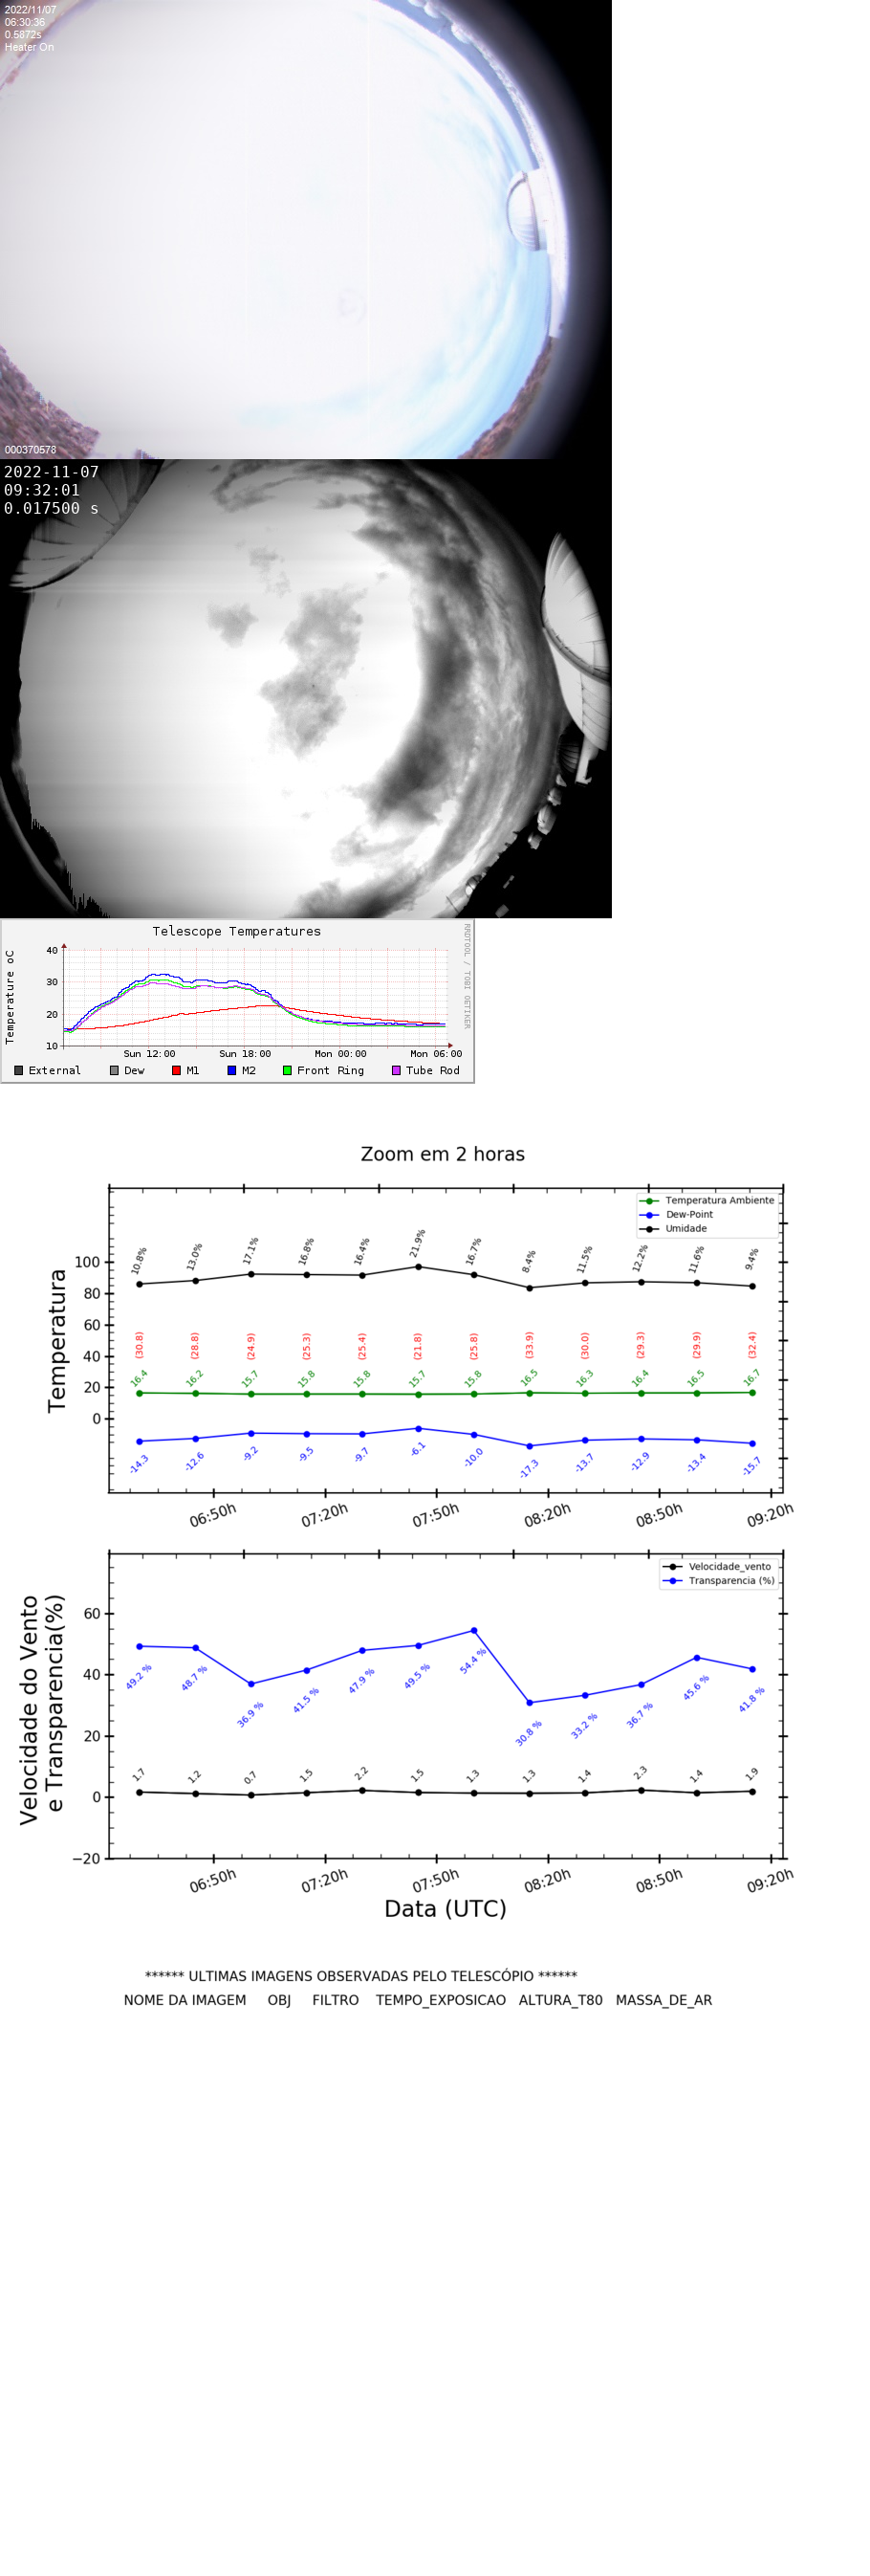 2022/11/07
06:30:36
0.5872s
Heater On
000370578
2022-11-07
09:32:01
0.017500 s
Telescope Temperatures
RRDTOOL / TOBI OETIKER
Temperature oC
40
30
20
10
Sun 12:00 Sun 18:00 Mon 00:00 Mon 06:00
External Dew M1 M2 Front Ring Tube Rod
Zoom em 2 horas
Temperatura Ambiente
Dew-Point
Umidade
Temperatura
100
80
60
40
20
0
10.8% 13.0% 17.1% 16.8% 16.4% 21.9% 16.7% 8.4% 11.5% 12.2% 11.6% 9.4%
(30.8) (28.8) (24.9) (25.3) (25.4) (21.8) (25.8) (33.9) (30.0) (29.3) (29.9) (32.4)
16.4 16.2 15.7 15.8 15.8 15.7 15.8 16.5 16.3 16.4 16.5 16.7
-14.3 -12.6 -9.2 -9.5 -9.7 -6.1 -10.0 -17.3 -13.7 -12.9 -13.4 -15.7
06:50h 07:20h 07:50h 08:20h 08:50h 09:20h
Velocidade_vento
Transparencia (%)
Velocidade do Vento
e Transparencia(%)
60
40
20
0
−20
49.2 % 48.7 % 36.9 % 41.5 % 47.9 % 49.5 % 54.4 % 30.8 % 33.2 % 36.7 % 45.6 % 41.8 %
1.7 1.2 0.7 1.5 2.2 1.5 1.3 1.3 1.4 2.3 1.4 1.9
06:50h 07:20h 07:50h 08:20h 08:50h 09:20h
Data (UTC)
****** ULTIMAS IMAGENS OBSERVADAS PELO TELESCÓPIO ******
NOME DA IMAGEM OBJ FILTRO TEMPO_EXPOSICAO ALTURA_T80 MASSA_DE_AR